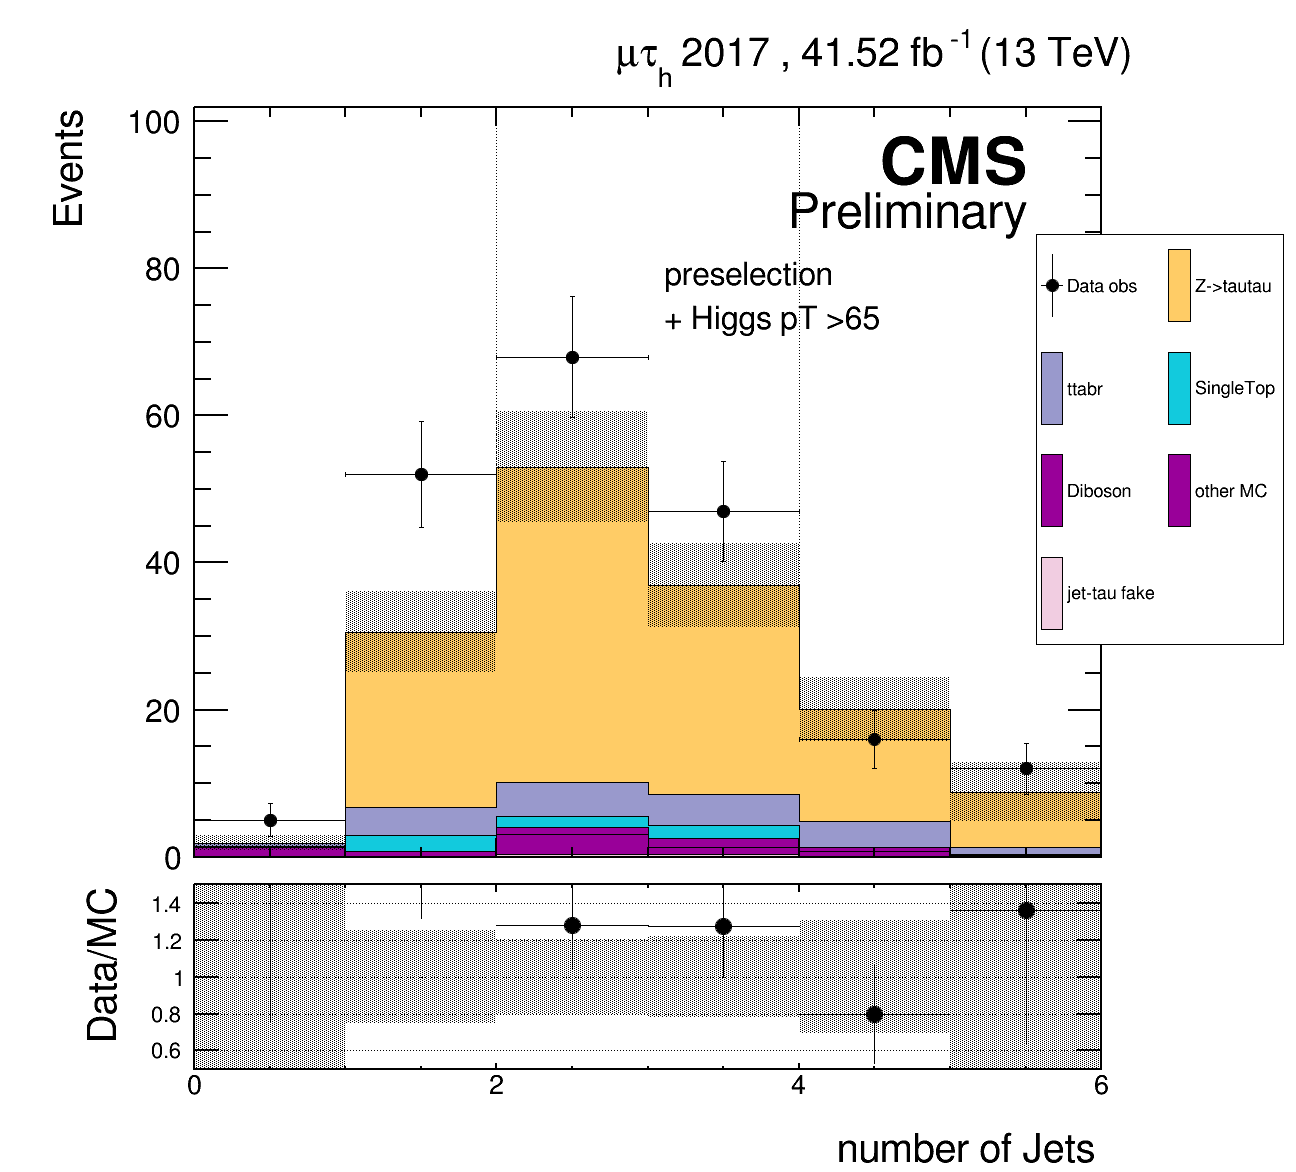 μτh 2017 , 41.52 fb-1 (13 TeV)
Events
100
80
60
40
20
0
CMS
Preliminary
preselection
+ Higgs pT >65
Data obs
Z->tautau
ttabr
SingleTop
Diboson
other MC
jet-tau fake
Data/MC
1.4
1.2
1
0.8
0.6
0 2 4 6
number of Jets